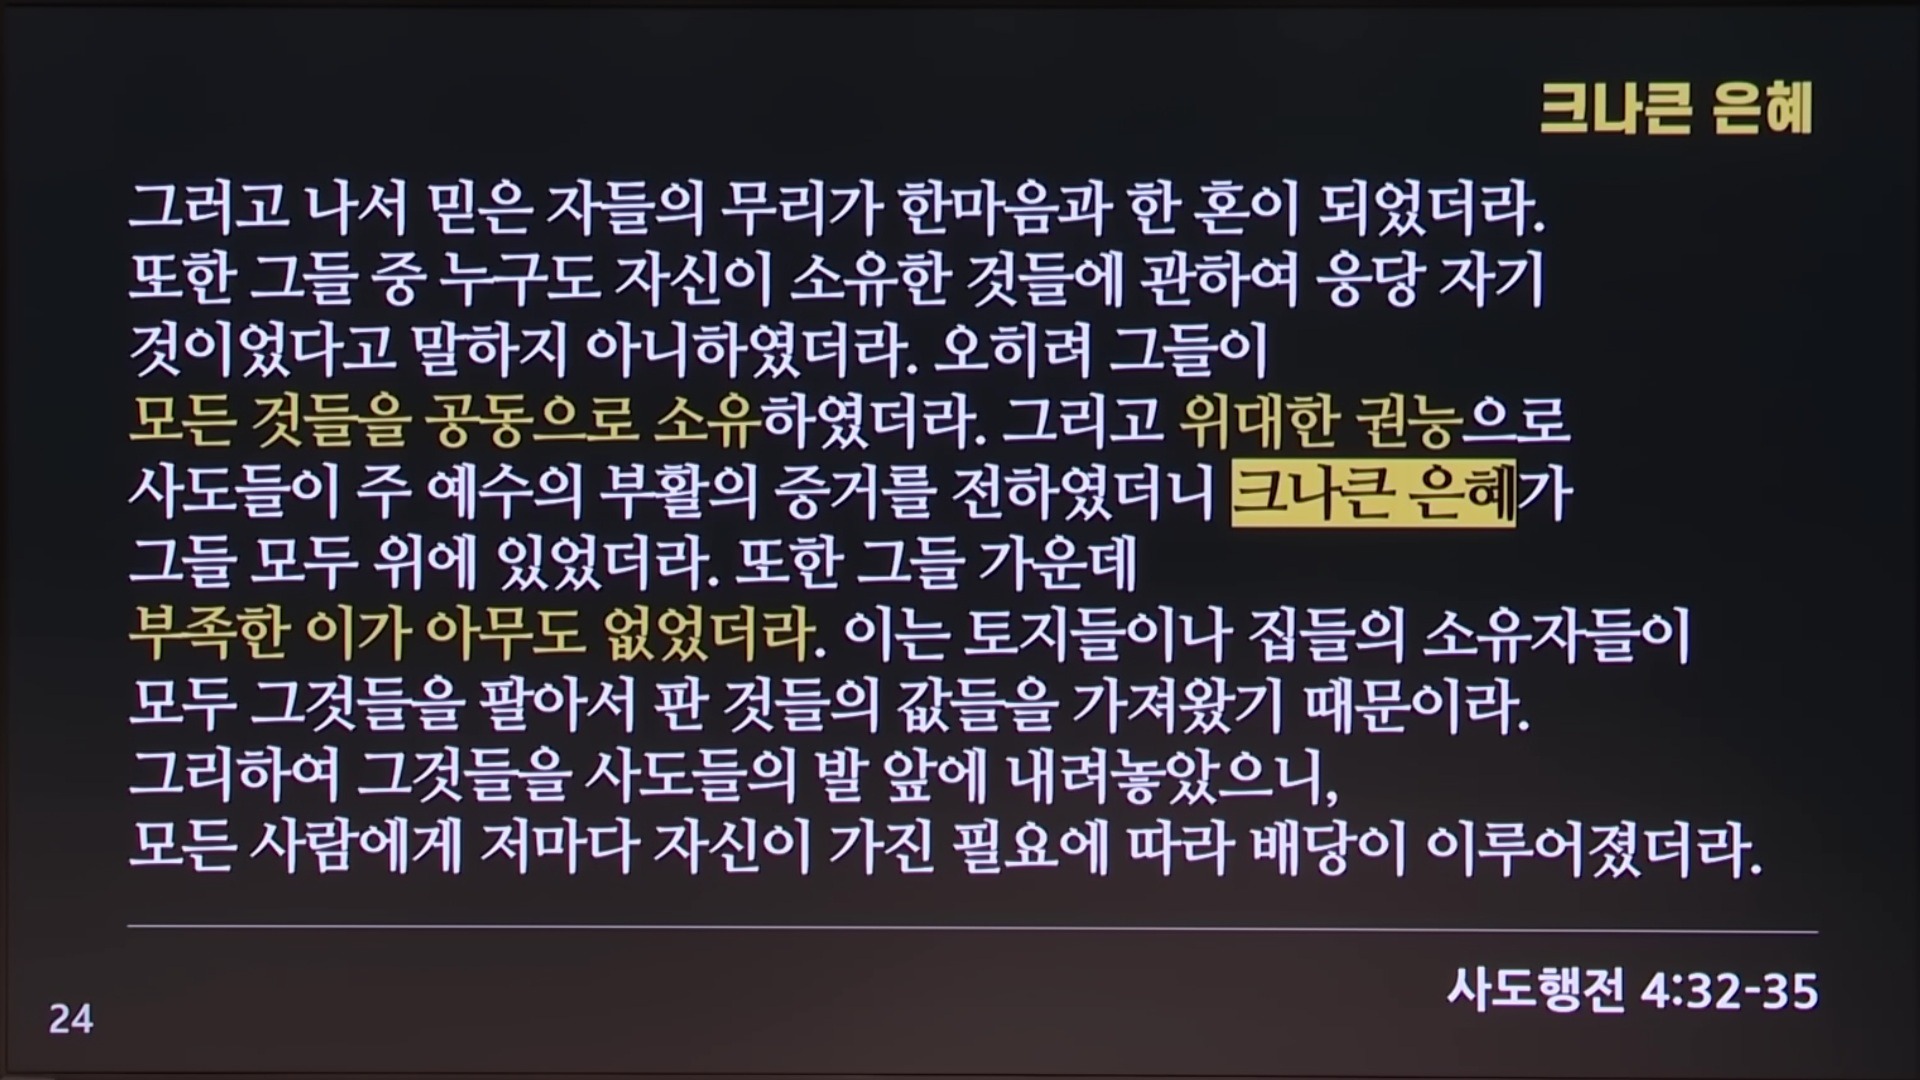 크나큰 은혜
그러고 나서 믿은 자들의 무리가 한마음과 한 혼이 되었더라.
또한 그들 중 누구도 자신이 소유한 것들에 관하여 응당 자기
것이었다고 말하지 아니하였더라. 오히려 그들이
모든 것들을 공동으로 소유하였더라. 그리고 위대한 권능으로
사도들이 주 예수의 부활의 증거를 전하였더니 크나큰 은혜가
그들 모두 위에 있었더라. 또한 그들 가운데
부족한 이가 아무도 없었더라. 이는 토지들이나 집들의 소유자들이
모두 그것들을 팔아서 판 것들의 값들을 가져왔기 때문이라.
그리하여 그것들을 사도들의 발 앞에 내려놓았으니,
모든 사람에게 저마다 자신이 가진 필요에 따라 배당이 이루어졌더라.
사도행전 4:32-35
24